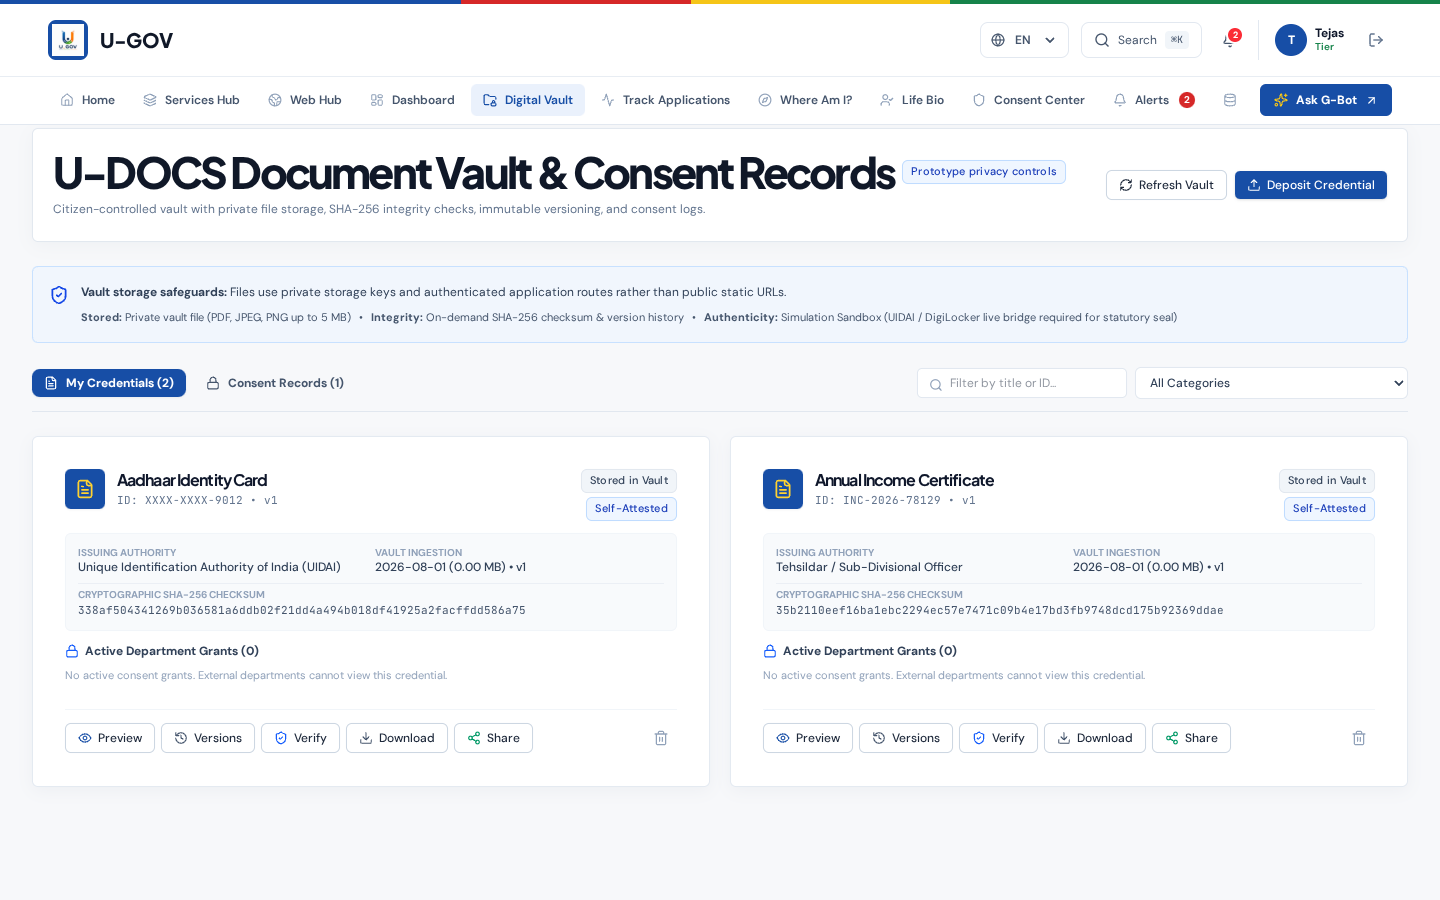 U-GOV
U-GOV
EN
Search ⌘K
2
T
Tejas
Tier
Home
Services Hub
Web Hub
Dashboard
Digital Vault
Track Applications
Where Am I?
Life Bio
Consent Center
Alerts 2
Ask G-Bot
U-DOCS Document Vault & Consent Records
Prototype privacy controls
Citizen-controlled vault with private file storage, SHA-256 integrity checks, immutable versioning, and consent logs.
Refresh Vault
Deposit Credential
Vault storage safeguards: Files use private storage keys and authenticated application routes rather than public static URLs.
Stored: Private vault file (PDF, JPEG, PNG up to 5 MB) • Integrity: On-demand SHA-256 checksum & version history • Authenticity: Simulation Sandbox (UIDAI / DigiLocker live bridge required for statutory seal)
My Credentials (2)
Consent Records (1)
Filter by title or ID...
All Categories
Aadhaar Identity Card
ID: XXXX-XXXX-9012 • v1
Stored in Vault
Self-Attested
ISSUING AUTHORITY
Unique Identification Authority of India (UIDAI)
VAULT INGESTION
2026-08-01 (0.00 MB) • v1
CRYPTOGRAPHIC SHA-256 CHECKSUM
338af504341269b036581a6ddb02f21dd4a494b018df41925a2facffdd586a75
Active Department Grants (0)
No active consent grants. External departments cannot view this credential.
Preview
Versions
Verify
Download
Share
Annual Income Certificate
ID: INC-2026-78129 • v1
Stored in Vault
Self-Attested
ISSUING AUTHORITY
Tehsildar / Sub-Divisional Officer
VAULT INGESTION
2026-08-01 (0.00 MB) • v1
CRYPTOGRAPHIC SHA-256 CHECKSUM
35b2110eef16ba1ebc2294ec57e7471c09b4e17bd3fb9748dcd175b92369ddae
Active Department Grants (0)
No active consent grants. External departments cannot view this credential.
Preview
Versions
Verify
Download
Share